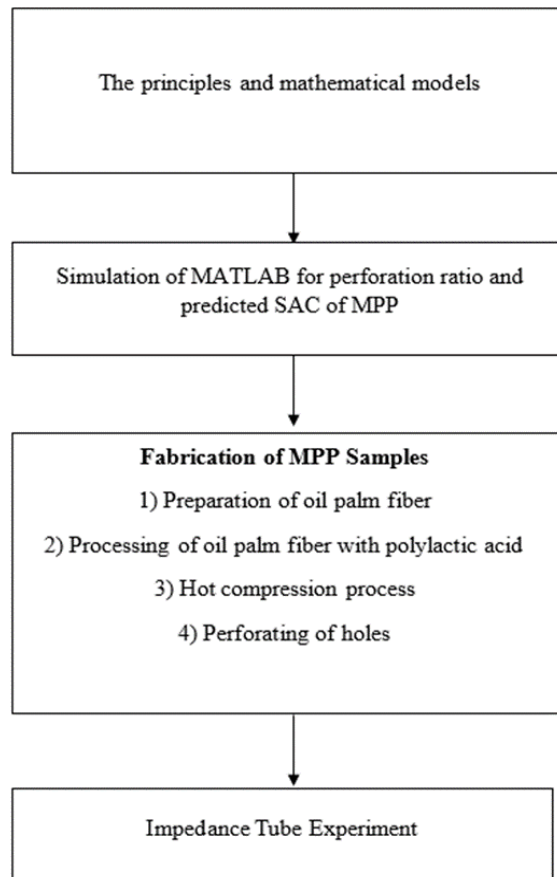 The principles and mathematical models
Simulation of MATLAB for perforation ratio and
predicted SAC of MPP
Fabrication of MPP Samples
1) Preparation of oil palm fiber
2) Processing of oil palm fiber with polylactic acid
3) Hot compression process
4) Perforating of holes
Impedance Tube Experiment